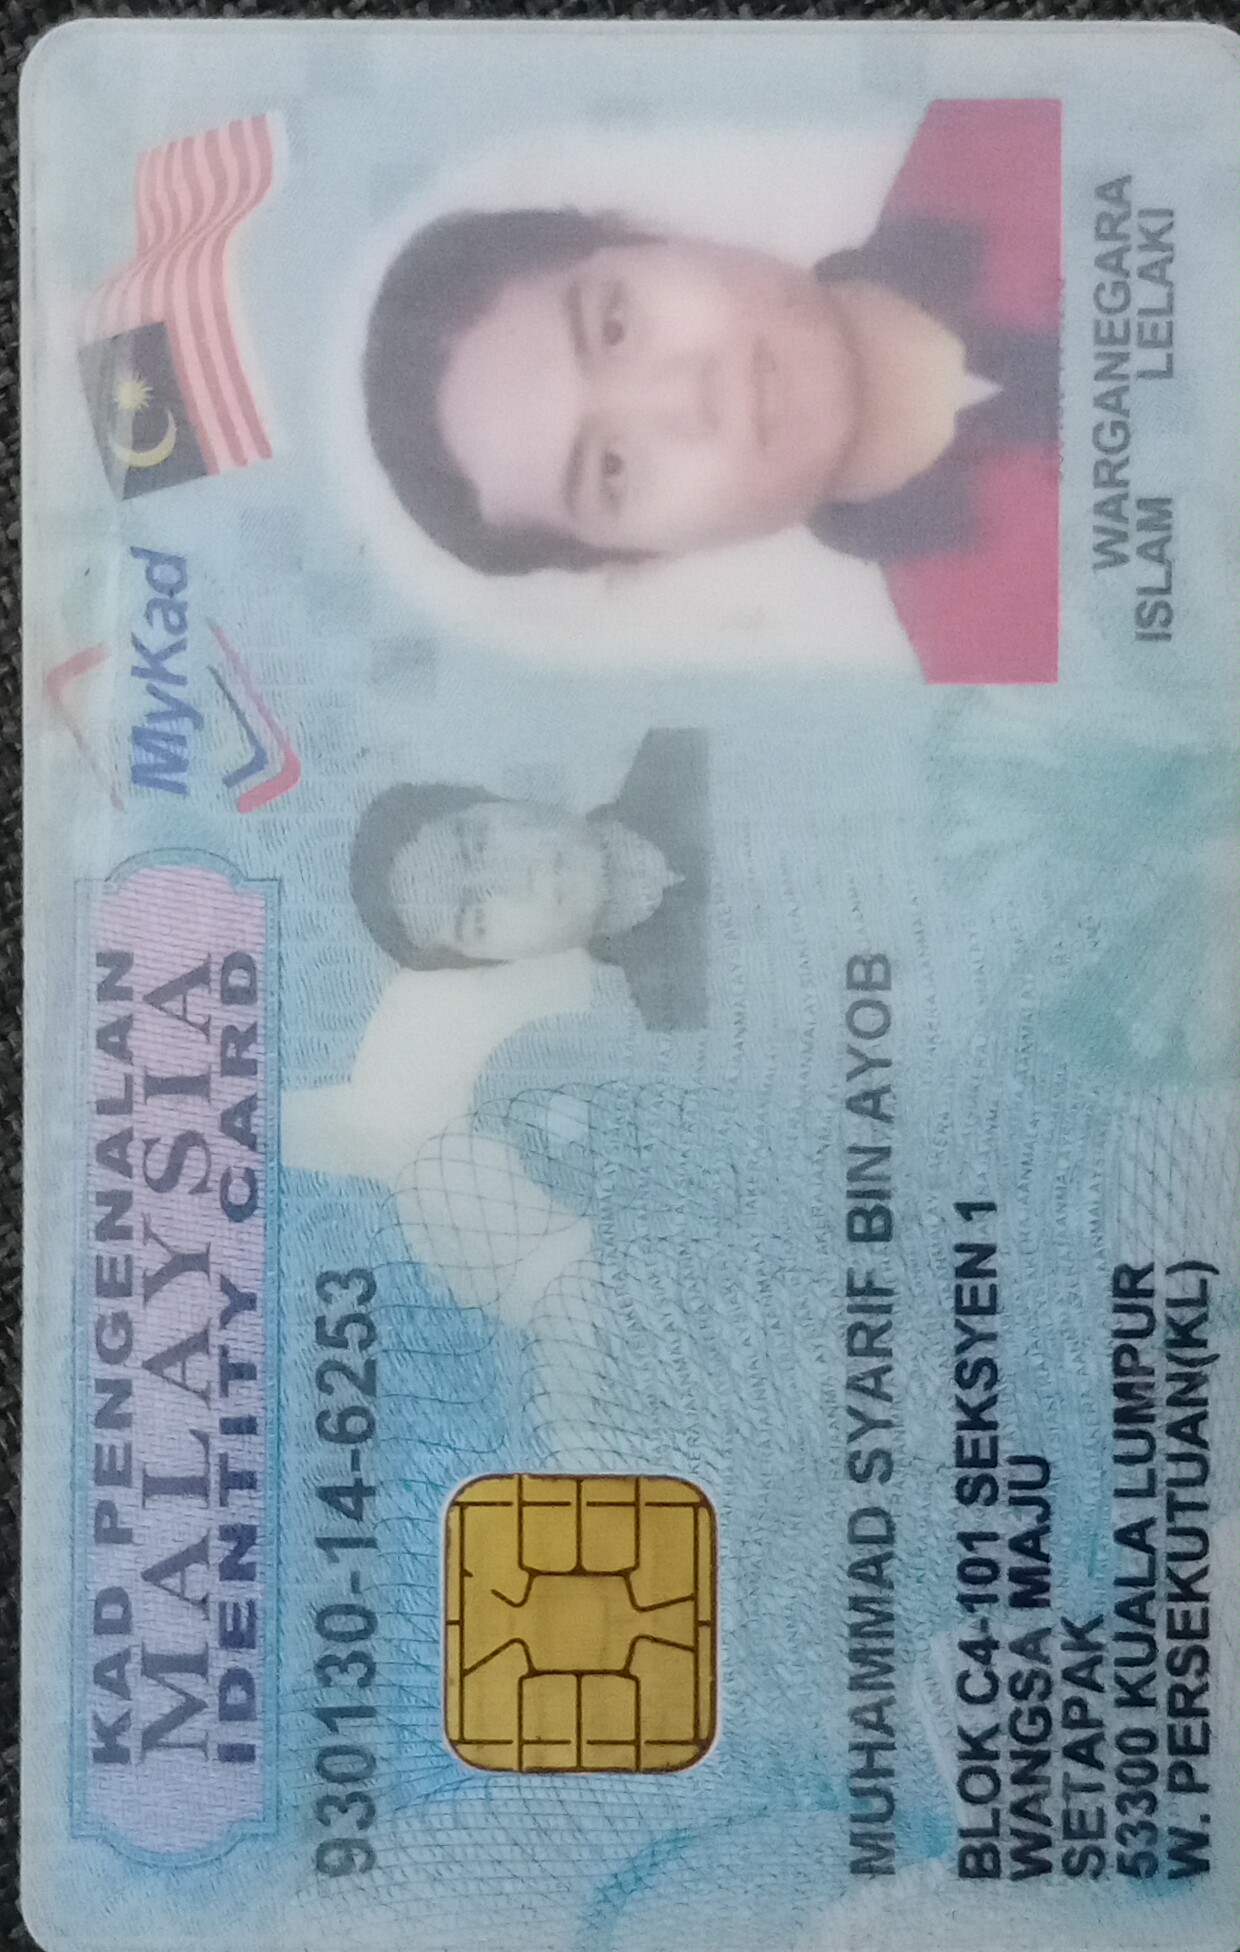 KAD PENGENALAN
MALAYSIA
IDENTITY CARD
MyKad
930130-14-6253
MUHAMMAD SYARIF BIN AYOB
BLOK C4-101 SEKSYEN 1
WANGSA MAJU
SETAPAK
53300 KUALA LUMPUR
W. PERSEKUTUAN(KL)
WARGANEGARA
ISLAM LELAKI